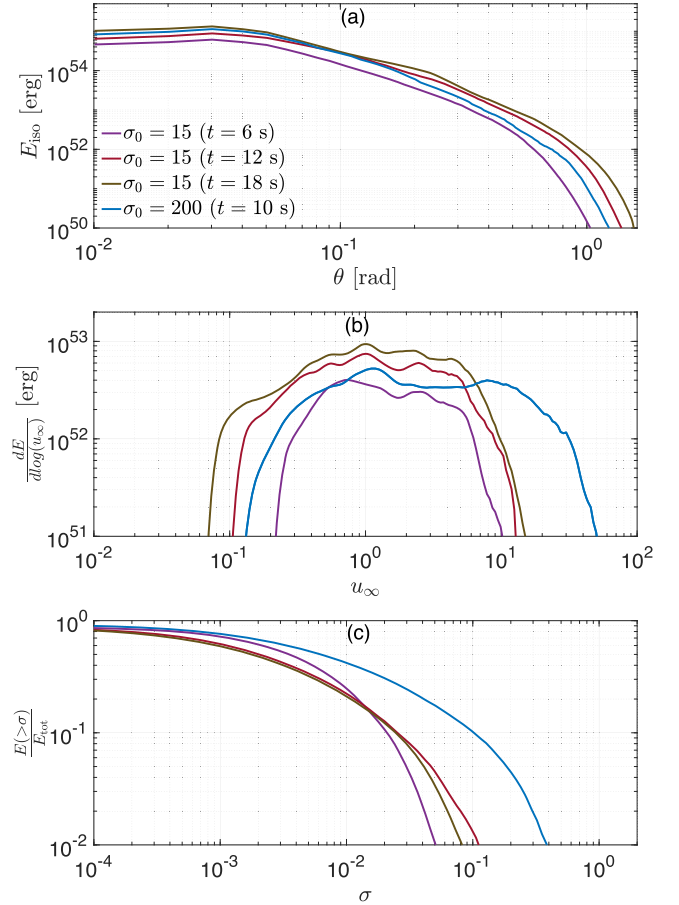 (a)
10^54
10^52
10^50
E_iso [erg]
σ_0 = 15 (t = 6 s)
σ_0 = 15 (t = 12 s)
σ_0 = 15 (t = 18 s)
σ_0 = 200 (t = 10 s)
10^-2 10^-1 10^0
θ [rad]
(b)
10^53
10^52
10^51
dE/dlog(u_∞) [erg]
10^-2 10^-1 10^0 10^1 10^2
u_∞
(c)
10^0
10^-1
10^-2
E(>σ)/E_tot
10^-4 10^-3 10^-2 10^-1 10^0
σ